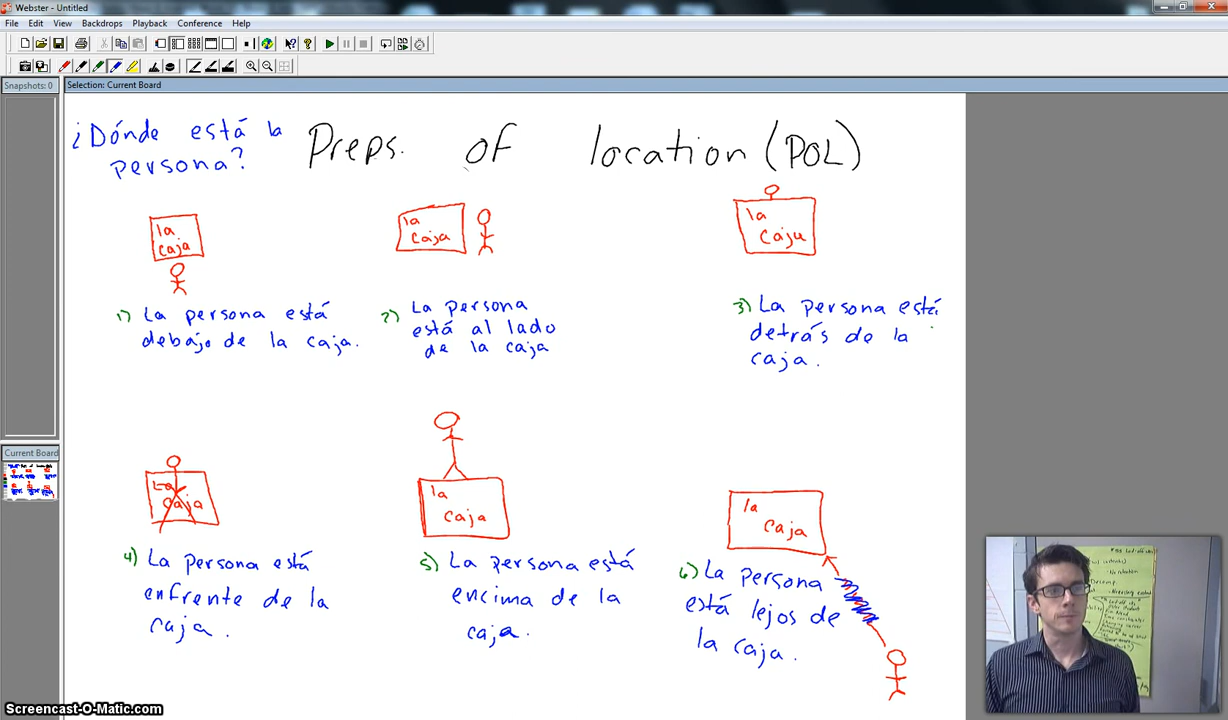 Webster - Untitled
File Edit View Backdrops Playback Conference Help
Snapshots: 0
Selection: Current Board
Current Board
¿Dónde está la
persona?
Preps. of location (POL)
la
caja
1) La persona está
debajo de la caja.
la
caja
2) La persona
está al lado
de la caja
la
caja
3) La persona está
detrás de la
caja.
La
caja
4) La persona está
enfrente de la
caja.
la
caja
5) La persona está
encima de la
caja.
la
caja
6) La persona
está lejos de
la caja.
Screencast-O-Matic.com